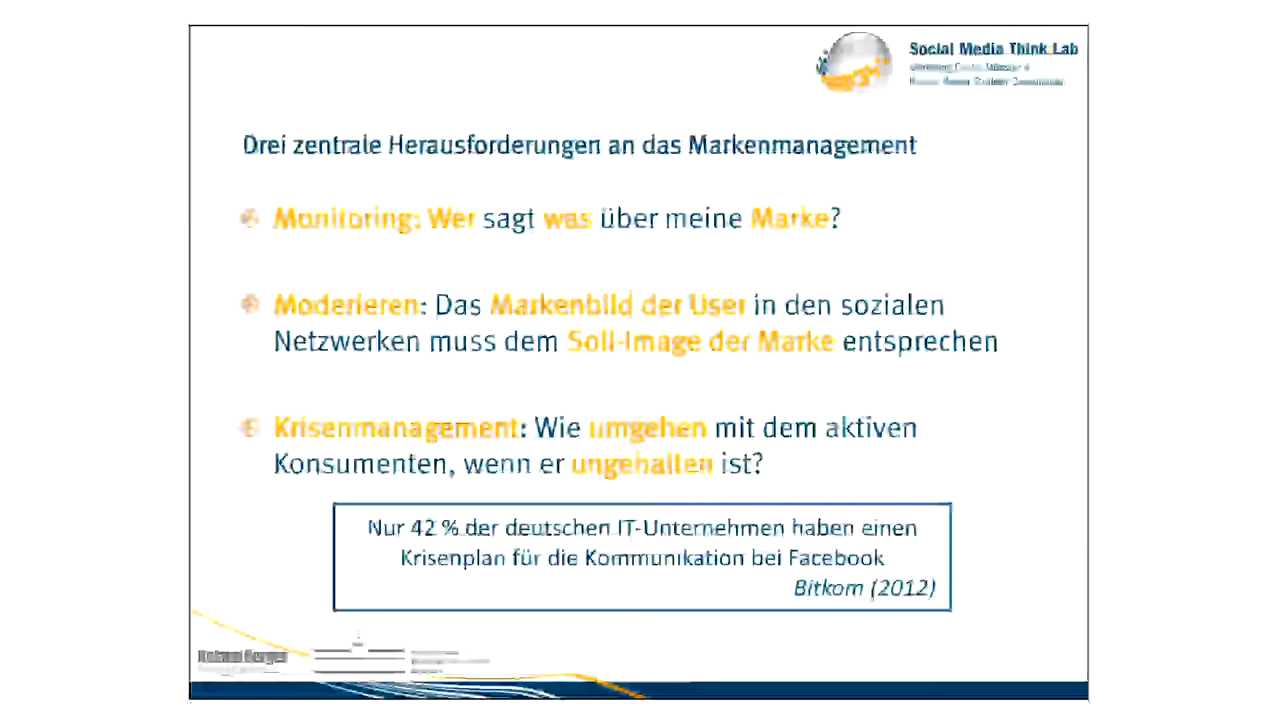 Social Media Think Lab
Drei zentrale Herausforderungen an das Markenmanagement
Monitoring: Wer sagt was über meine Marke?
Moderieren: Das Markenbild der User in den sozialen
Netzwerken muss dem Soll-Image der Marke entsprechen
Krisenmanagement: Wie umgehen mit dem aktiven
Konsumenten, wenn er ungehalten ist?
Nur 42 % der deutschen IT-Unternehmen haben einen
Krisenplan für die Kommunikation bei Facebook
Bitkom (2012)
Roland Berger